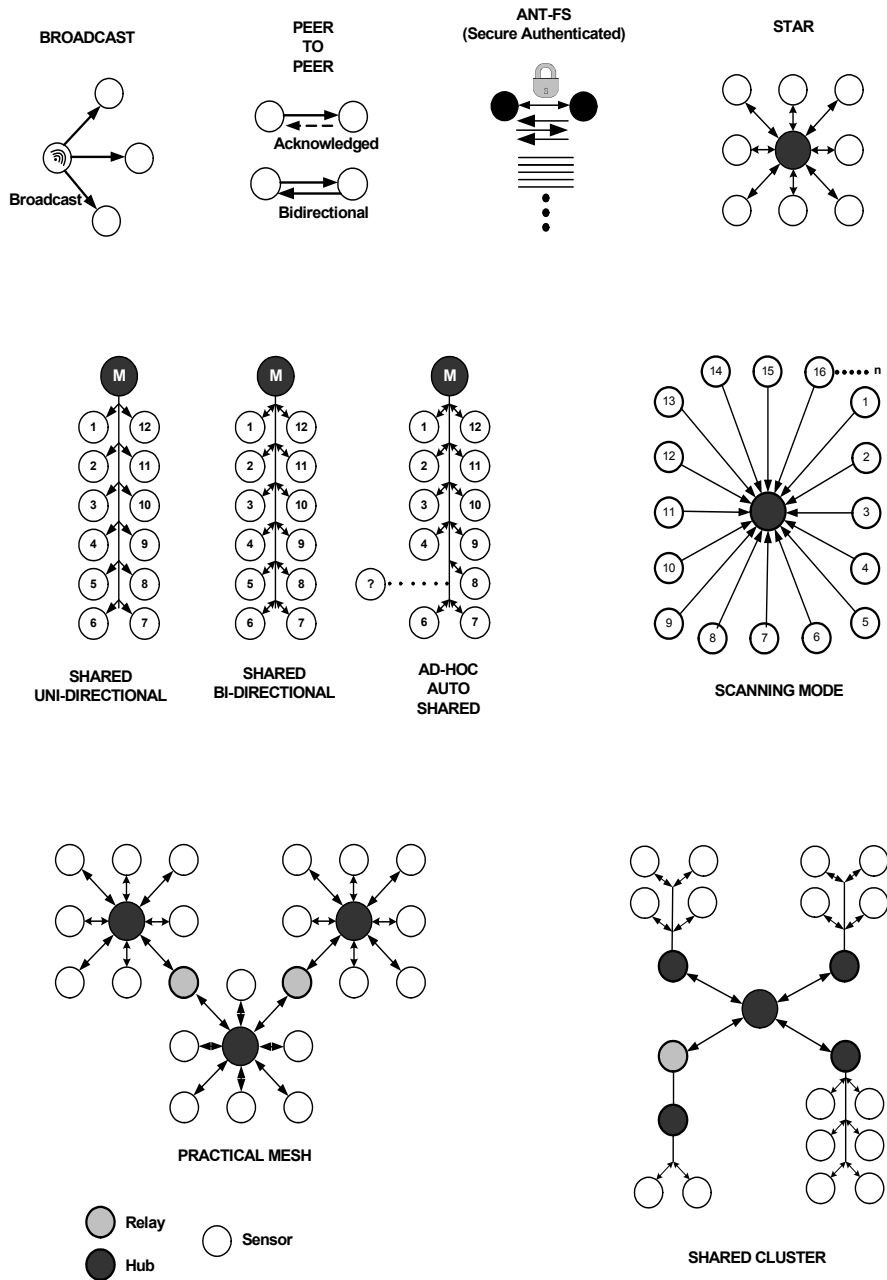 BROADCAST
PEER
TO
PEER
ANT-FS
(Secure Authenticated)
STAR
S
Broadcast
Acknowledged
Bidirectional
M
1 12
2 11
3 10
4 9
5 8
6 7
SHARED
UNI-DIRECTIONAL
M
1 12
2 11
3 10
4 9
5 8
6 7
SHARED
BI-DIRECTIONAL
M
1 12
2 11
3 10
4 9
? 8
6 7
AD-HOC
AUTO
SHARED
14 15 16 n
13 1
12 2
11 3
10 4
9 5
8 7 6
SCANNING MODE
PRACTICAL MESH
Relay
Hub
Sensor
SHARED CLUSTER